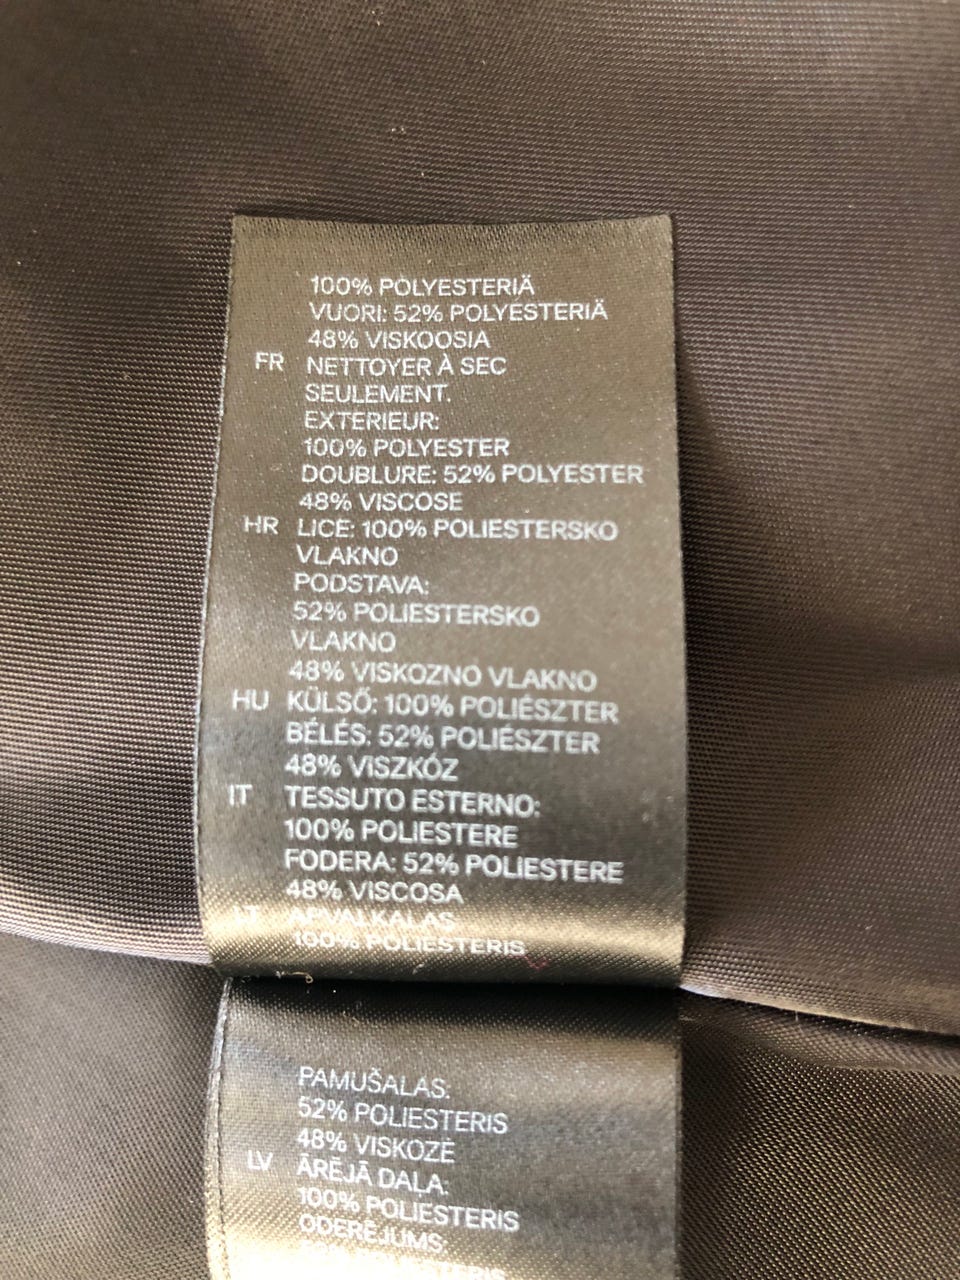 100% POLYESTERIÄ
VUORI: 52% POLYESTERIÄ
48% VISKOOSIA
FR NETTOYER À SEC
SEULEMENT.
EXTERIEUR:
100% POLYESTER
DOUBLURE: 52% POLYESTER
48% VISCOSE
HR LICE: 100% POLIESTERSKO
VLAKNO
PODSTAVA:
52% POLIESTERSKO
VLAKNO
48% VISKOZNO VLAKNO
HU KÜLSŐ: 100% POLIÉSZTER
BÉLÉS: 52% POLIÉSZTER
48% VISZKÓZ
IT TESSUTO ESTERNO:
100% POLIESTERE
FODERA: 52% POLIESTERE
48% VISCOSA
LT APVALKALAS
100% POLIESTERIS
PAMUŠALAS:
52% POLIESTERIS
48% VISKOZĖ
LV ĀRĒJĀ DAĻA:
100% POLIESTERIS
ODERĒJUMS: